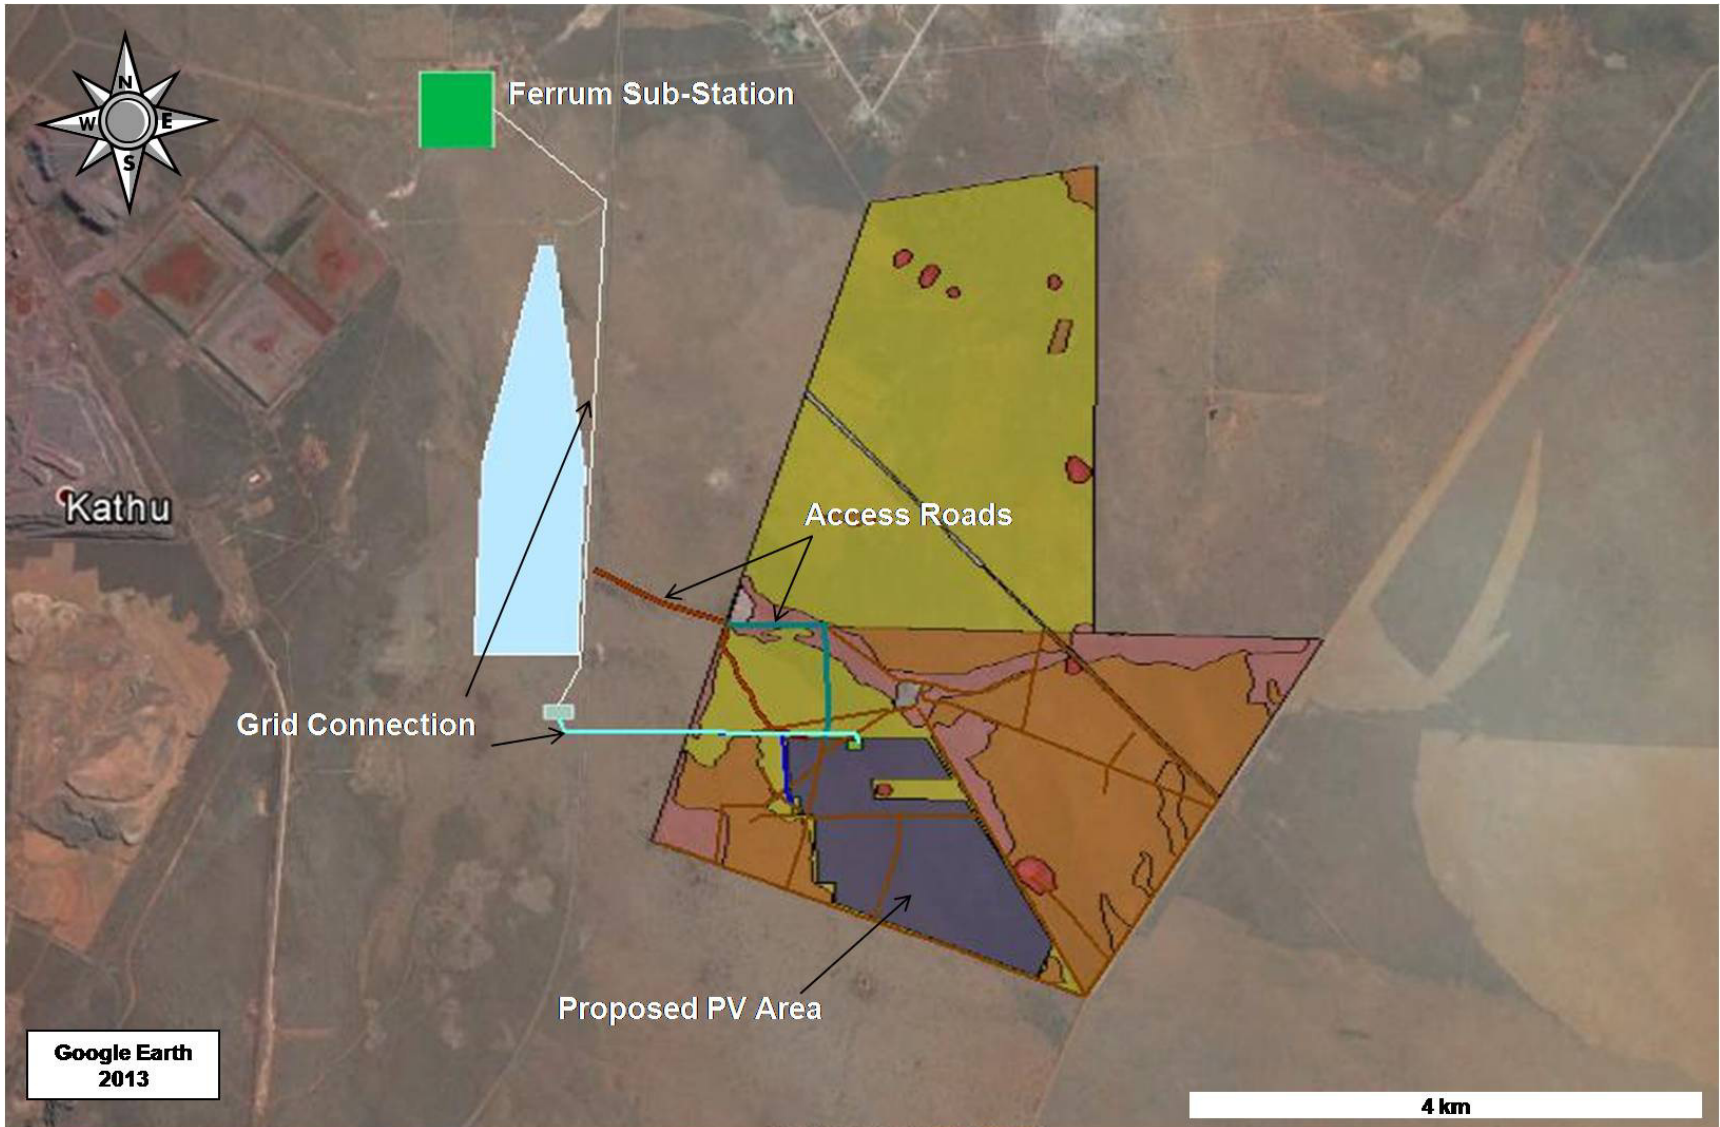 N
W E
S
Ferrum Sub-Station
Kathu
Access Roads
Grid Connection
Proposed PV Area
Google Earth
2013
4 km